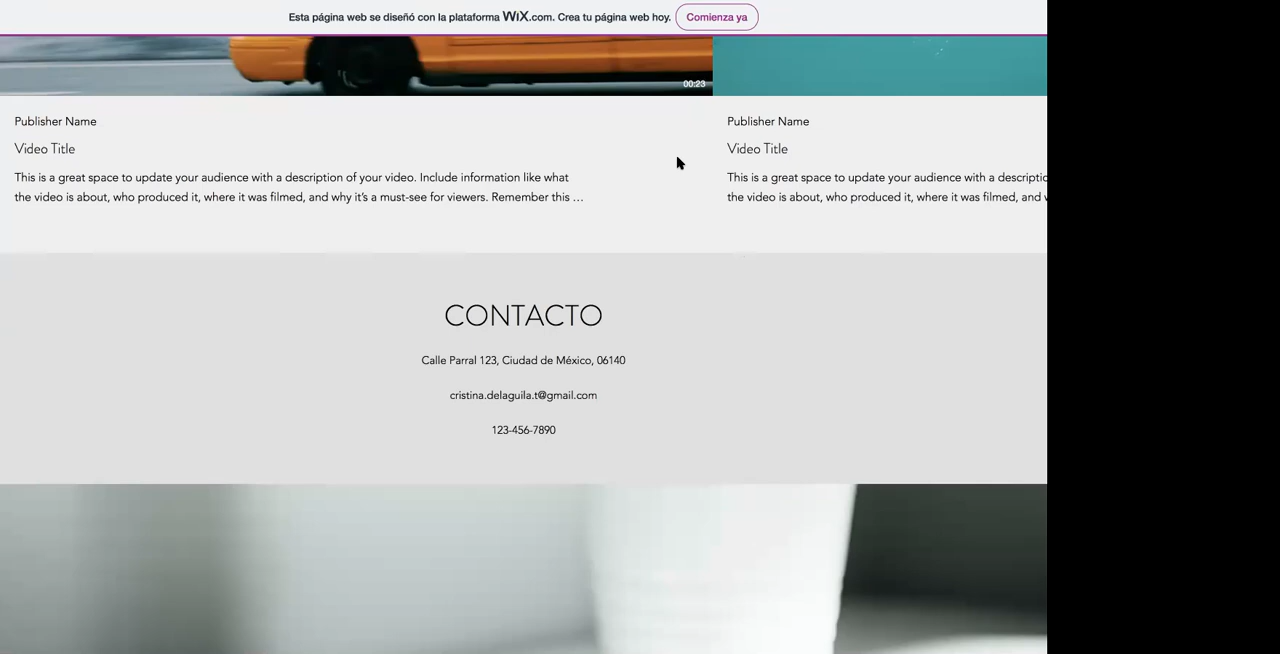 Esta página web se diseñó con la plataforma WiX.com. Crea tu página web hoy. Comienza ya
00:23
Publisher Name
Video Title
This is a great space to update your audience with a description of your video. Include information like what
the video is about, who produced it, where it was filmed, and why it’s a must-see for viewers. Remember this …
Publisher Name
Video Title
This is a great space to update your audience with a
the video is about, who produced it, where it was filmed, and
CONTACTO
Calle Parral 123, Ciudad de México, 06140
cristina.delaguila.t@gmail.com
123-456-7890